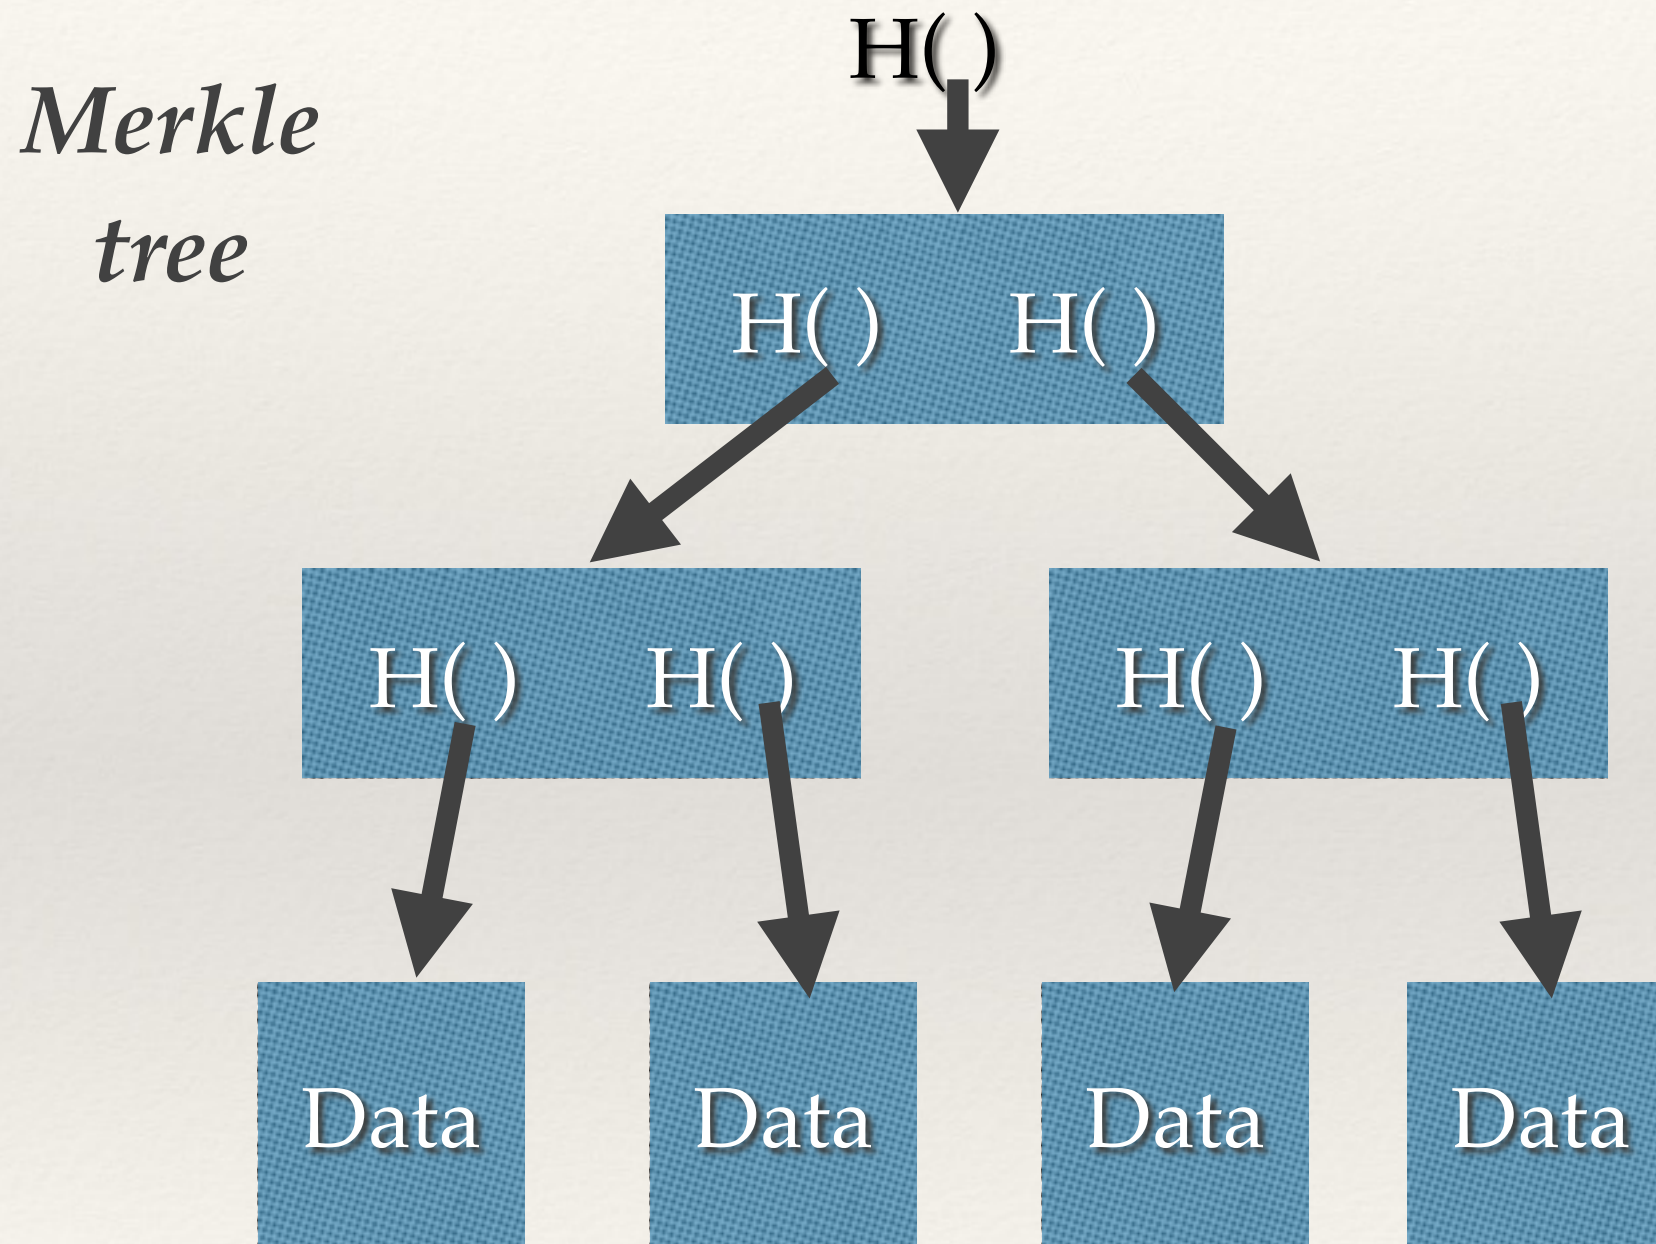 H( )
Merkle
tree
H( ) H( )
H( ) H( ) H( ) H( )
Data Data Data Data